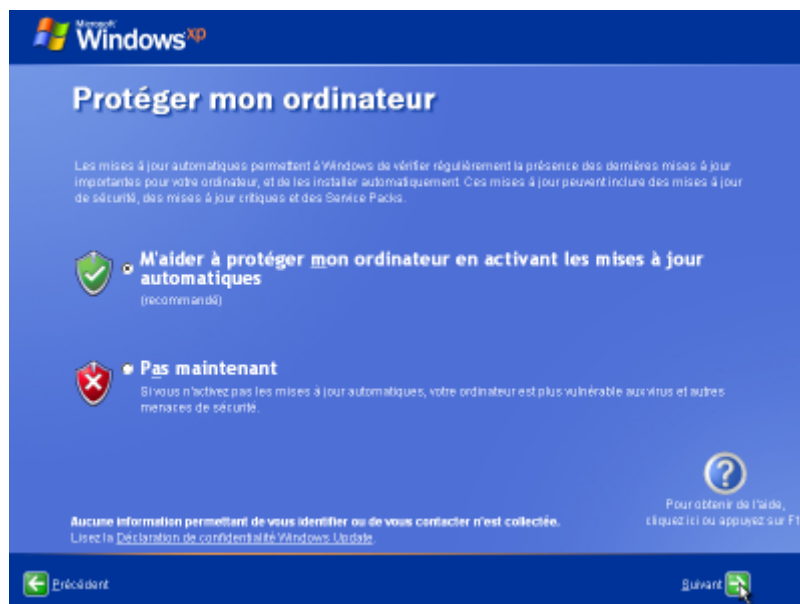 Microsoft
Windows xp
Protéger mon ordinateur
Les mises à jour automatiques permettent à Windows de vérifier régulièrement la présence des dernières mises à jour
importantes pour votre ordinateur, et de les installer automatiquement. Ces mises à jour peuvent inclure des mises à jour
de sécurité, des mises à jour critiques et des Service Packs.
M'aider à protéger mon ordinateur en activant les mises à jour
automatiques
(recommandé)
Pas maintenant
Si vous n'activez pas les mises à jour automatiques, votre ordinateur est plus vulnérable aux virus et autres
menaces de sécurité.
Pour obtenir de l'aide,
cliquez ici ou appuyez sur F1
Aucune information permettant de vous identifier ou de vous contacter n'est collectée.
Lisez la Déclaration de confidentialité Windows Update.
Précédent
Suivant